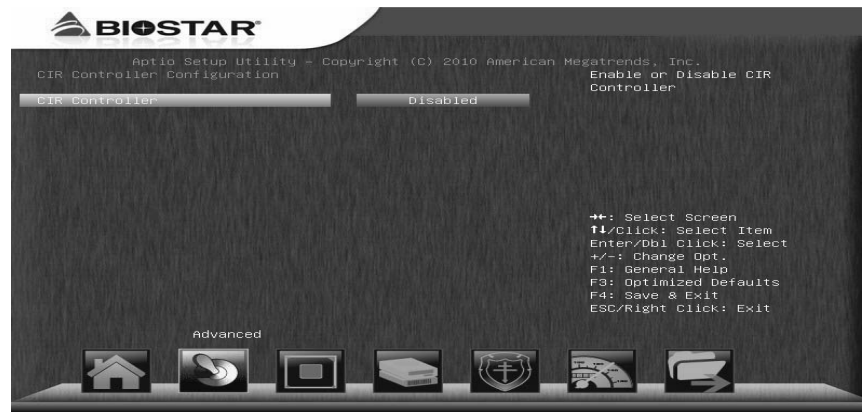 BIOSTAR®
Aptio Setup Utility – Copyright (C) 2010 American Megatrends, Inc.
CIR Controller Configuration
CIR Controller Disabled
Enable or Disable CIR
Controller
→←: Select Screen
↑↓/Click: Select Item
Enter/Dbl Click: Select
+/-: Change Opt.
F1: General Help
F3: Optimized Defaults
F4: Save & Exit
ESC/Right Click: Exit
Advanced